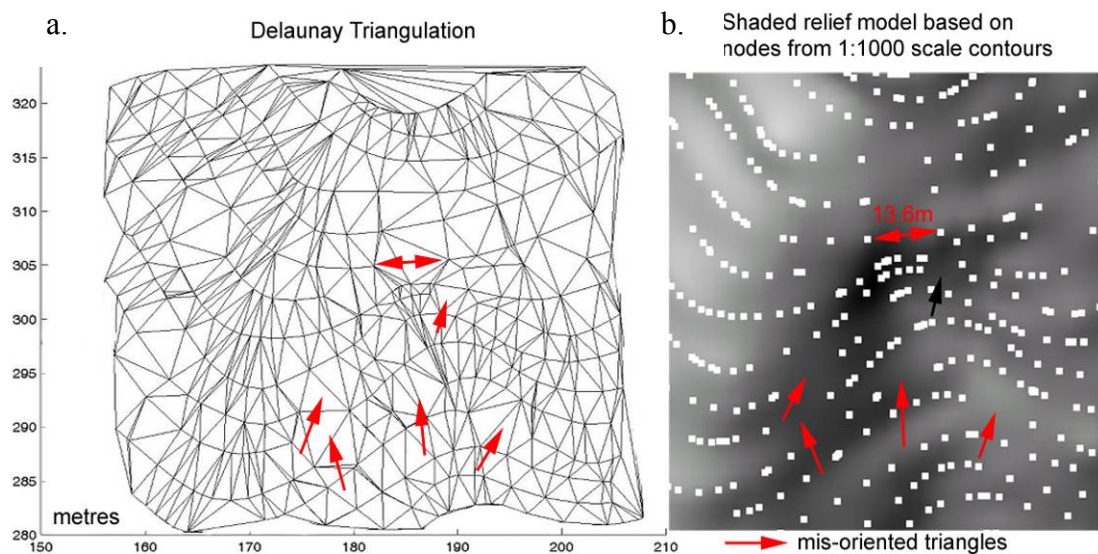 a.
Delaunay Triangulation
320
315
310
305
300
295
290
285
280
metres
150
160
170
180
190
200
210
b.
Shaded relief model based on
nodes from 1:1000 scale contours
13.6m
mis-oriented triangles